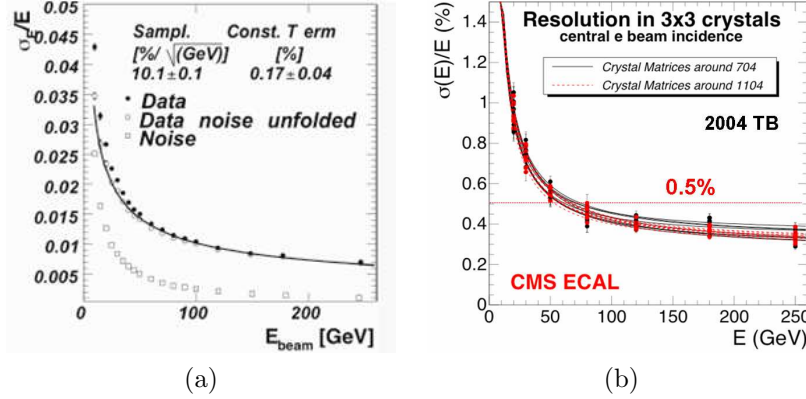 0.05
0.045
0.04
0.035
0.03
0.025
0.02
0.015
0.01
0.005
σ /E
Sampl. Const. T erm
[%/ √(GeV)] [%]
10.1±0.1 0.17±0.04
Data
Data noise unfolded
Noise
0 100 200
E_beam [GeV]
(a)
σ(E)/E (%)
1.4
1.2
1
0.8
0.6
0.4
0.2
0
Resolution in 3x3 crystals
central e beam incidence
Crystal Matrices around 704
Crystal Matrices around 1104
2004 TB
0.5%
CMS ECAL
0 50 100 150 200 250
E (GeV)
(b)